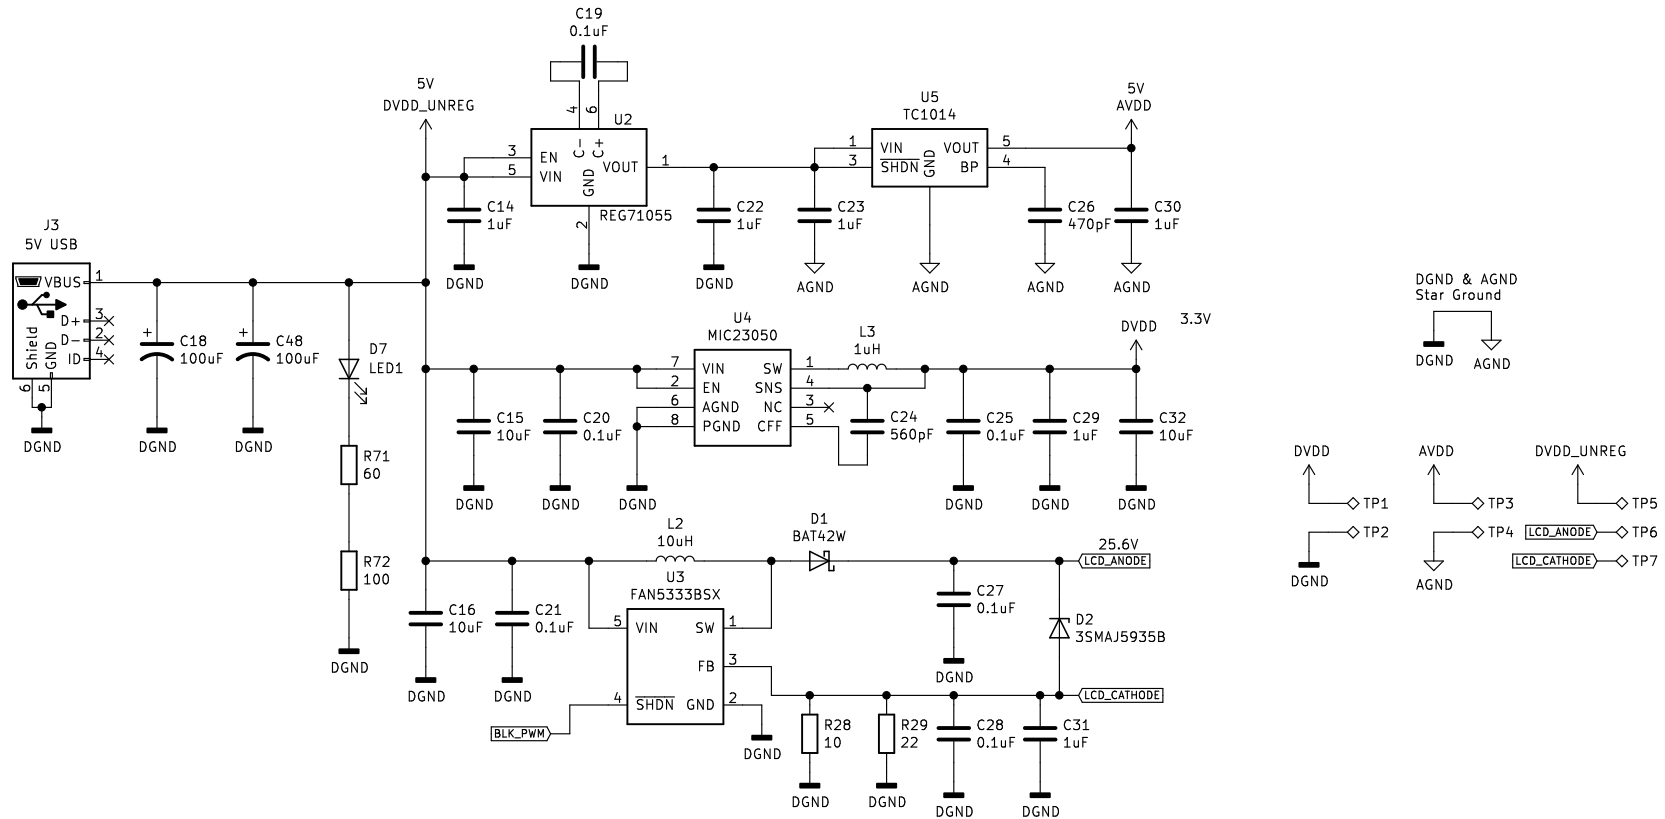 C19
0.1uF
5V
DVDD_UNREG
4
6
U2
3
EN
C-
C+
5
VIN
GND
VOUT
1
REG71055
2
DGND
C14
1uF
DGND
C22
1uF
DGND
U5
TC1014
1
VIN
VOUT
5
3
SHDN
GND
BP
4
C23
1uF
AGND
AGND
C26
470pF
AGND
5V
AVDD
C30
1uF
AGND
J3
5V USB
VBUS
1
D+
3
D-
2
ID
4
Shield
GND
6
5
DGND
+
C18
100uF
DGND
+
C48
100uF
DGND
D7
LED1
R71
60
R72
100
DGND
U4
MIC23050
7
VIN
SW
1
2
EN
SNS
4
6
AGND
NC
3
8
PGND
CFF
5
L3
1uH
DVDD
3.3V
C15
10uF
DGND
C20
0.1uF
DGND
DGND
C24
560pF
C25
0.1uF
DGND
C29
1uF
DGND
C32
10uF
DGND
L2
10uH
D1
BAT42W
25.6V
LCD_ANODE
U3
FAN5333BSX
5
VIN
SW
1
FB
3
4
SHDN
GND
2
C16
10uF
DGND
C21
0.1uF
DGND
BLK_PWM
DGND
C27
0.1uF
DGND
D2
3SMAJ5935B
LCD_CATHODE
R28
10
DGND
R29
22
DGND
C28
0.1uF
DGND
C31
1uF
DGND
DGND & AGND
Star Ground
DGND
AGND
DVDD
TP1
TP2
DGND
AVDD
TP3
TP4
AGND
DVDD_UNREG
TP5
LCD_ANODE
TP6
LCD_CATHODE
TP7